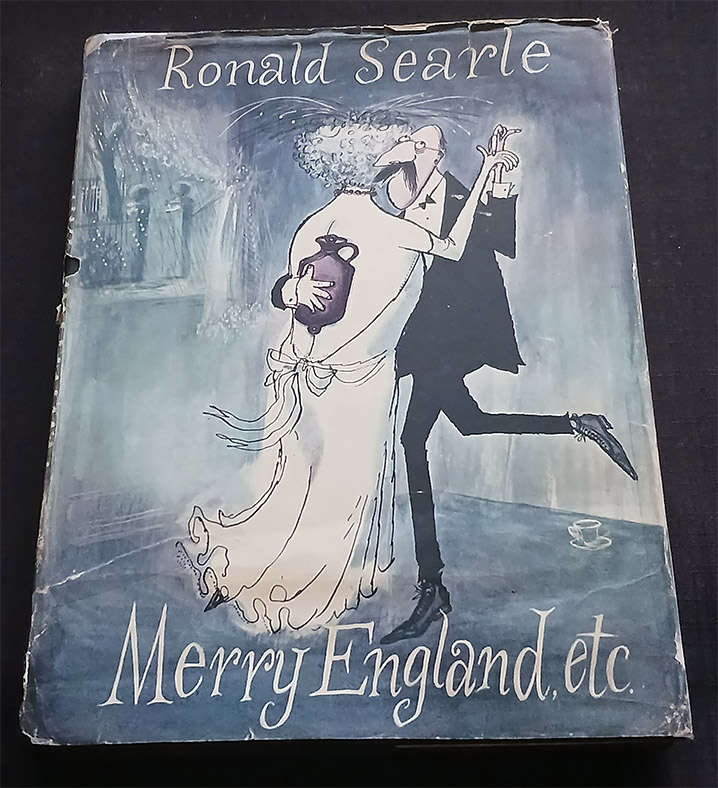 Ronald Searle
Merry England, etc.